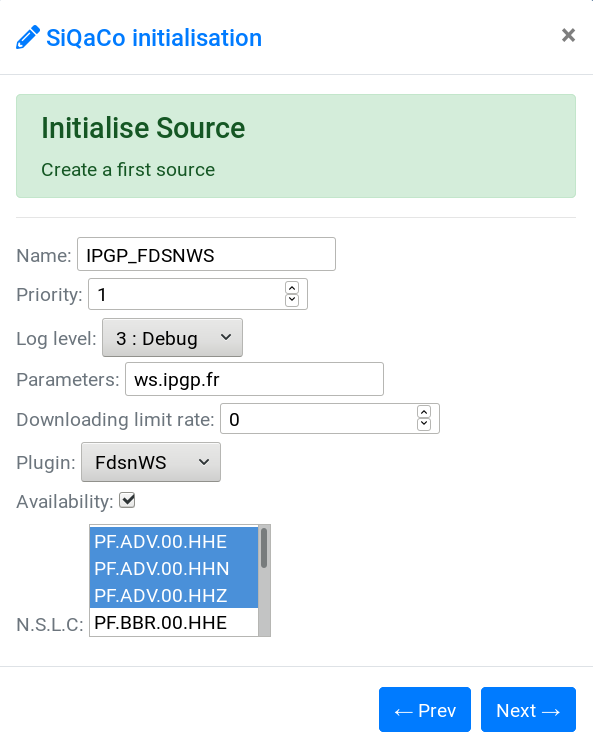 SiQaCo initialisation
×
Initialise Source
Create a first source
Name: IPGP_FDSNWS
Priority: 1
Log level: 3 : Debug
Parameters: ws.ipgp.fr
Downloading limit rate: 0
Plugin: FdsnWS
Availability:
PF.ADV.00.HHE
PF.ADV.00.HHN
PF.ADV.00.HHZ
N.S.L.C: PF.BBR.00.HHE
← Prev Next →